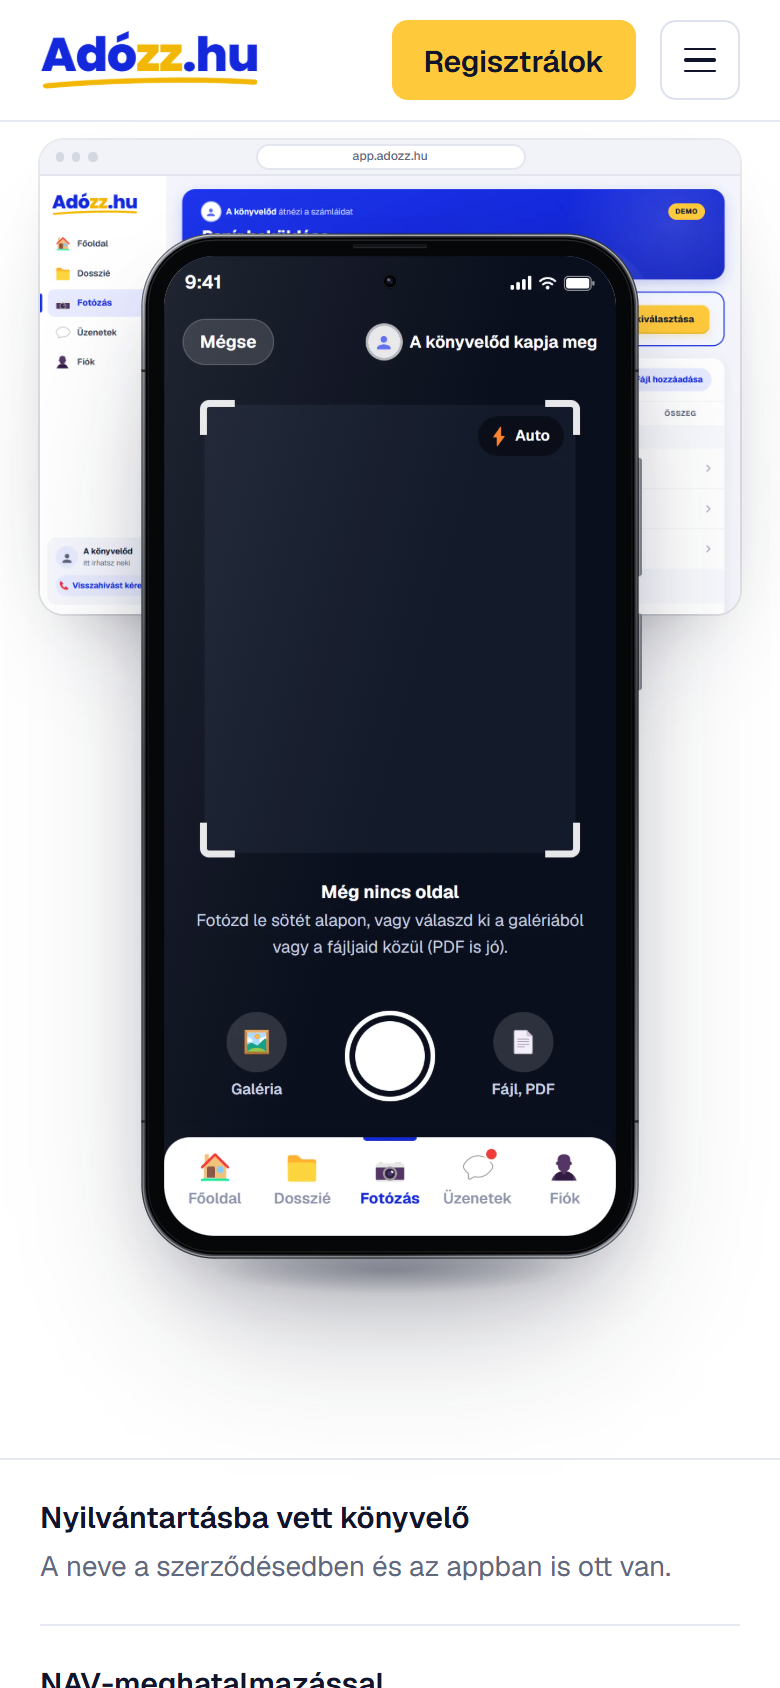 Adózz.hu
Regisztrálok
app.adozz.hu
Adózz.hu
A könyvelőd átnézi a számláidat
DEMO
Főoldal
Dosszié
Fotózás
Üzenetek
Fiók
kiválasztása
Fájl hozzáadása
ÖSSZEG
A könyvelőd
itt írhatsz neki
Visszahívást kére
9:41
Mégse
A könyvelőd kapja meg
Auto
Még nincs oldal
Fotózd le sötét alapon, vagy válaszd ki a galériából
vagy a fájljaid közül (PDF is jó).
Galéria
Fájl, PDF
Főoldal
Dosszié
Fotózás
Üzenetek
Fiók
Nyilvántartásba vett könyvelő
A neve a szerződésedben és az appban is ott van.
NAV-meghatalmazással